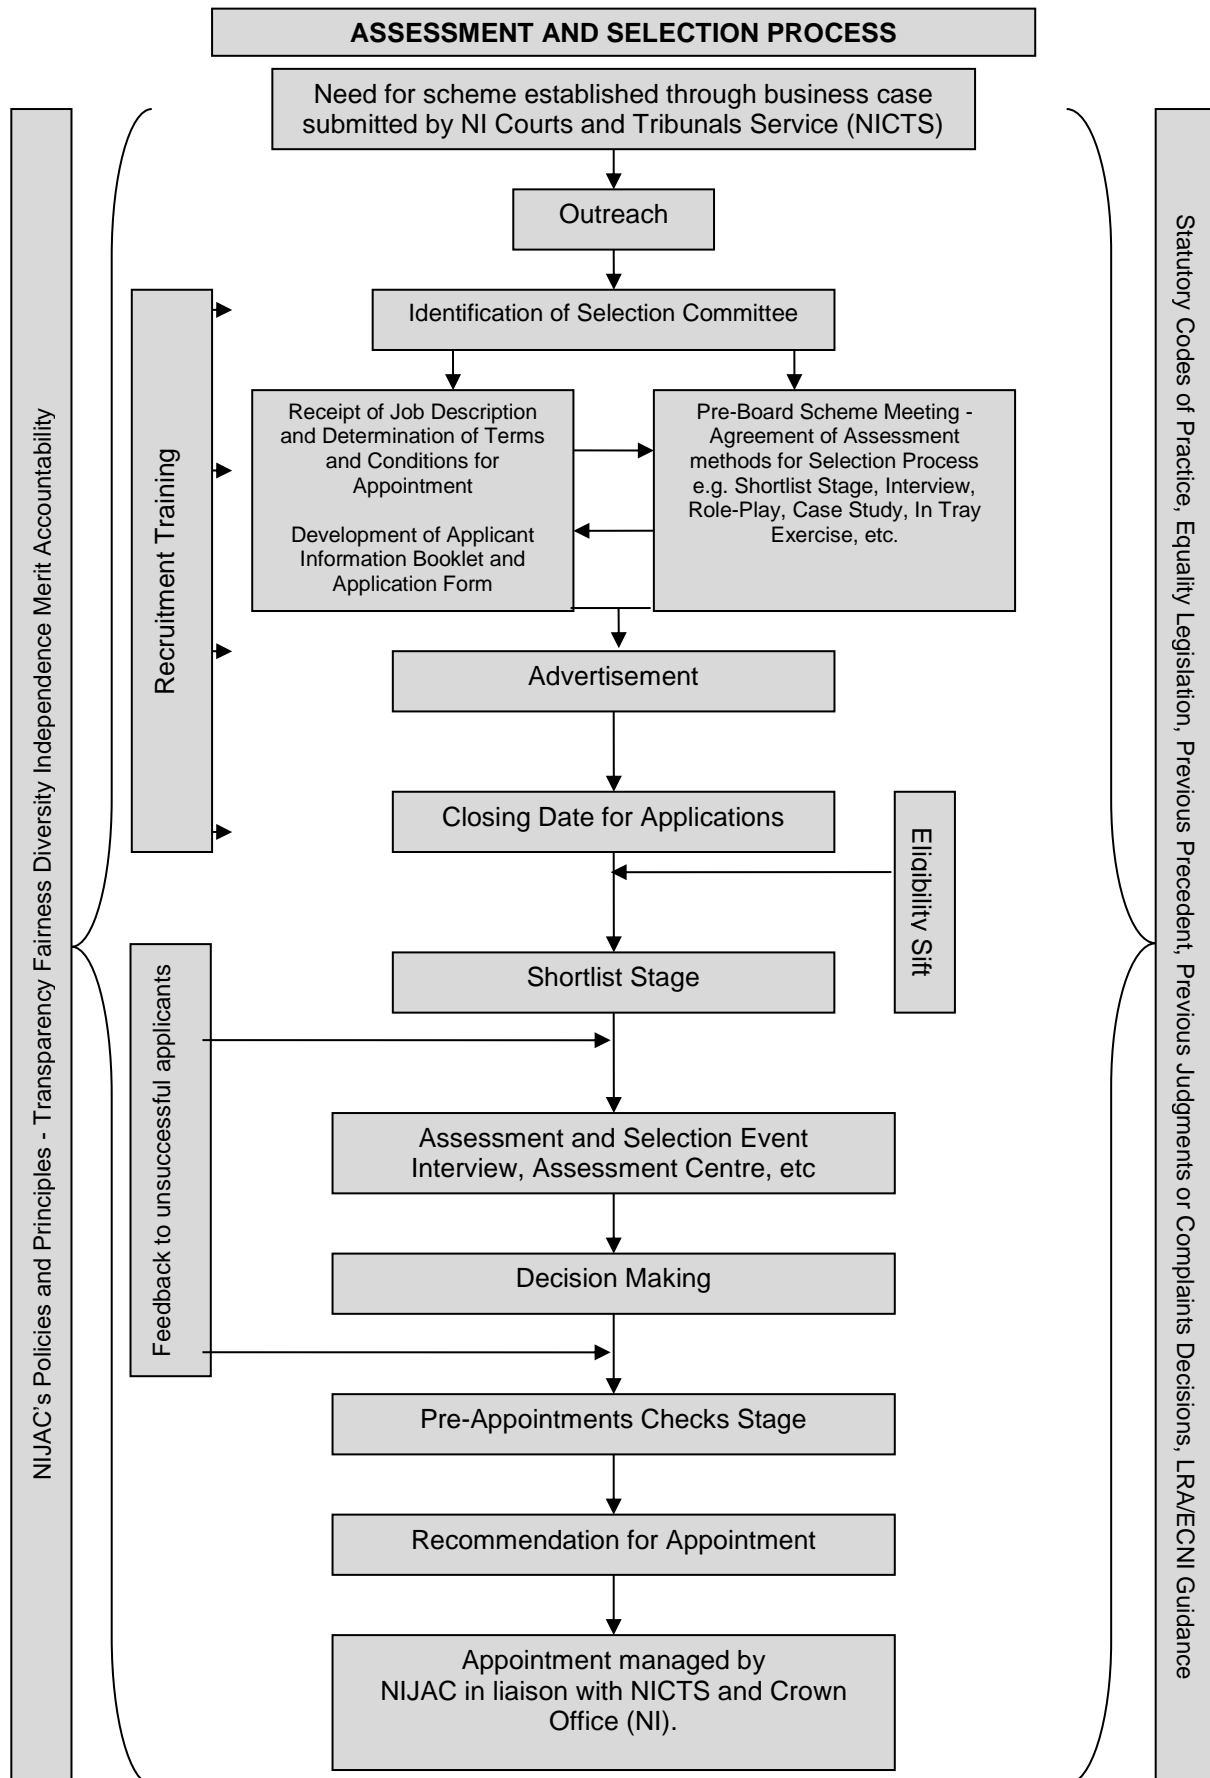 ASSESSMENT AND SELECTION PROCESS
Need for scheme established through business case
submitted by NI Courts and Tribunals Service (NICTS)
Outreach
Identification of Selection Committee
Receipt of Job Description
and Determination of Terms
and Conditions for
Appointment
Development of Applicant
Information Booklet and
Application Form
Pre-Board Scheme Meeting -
Agreement of Assessment
methods for Selection Process
e.g. Shortlist Stage, Interview,
Role-Play, Case Study, In Tray
Exercise, etc.
Recruitment Training
Advertisement
Closing Date for Applications
Eligibility Sift
Shortlist Stage
Feedback to unsuccessful applicants
Assessment and Selection Event
Interview, Assessment Centre, etc
Decision Making
Pre-Appointments Checks Stage
Recommendation for Appointment
Appointment managed by
NIJAC in liaison with NICTS and Crown
Office (NI).
NIJAC's Policies and Principles - Transparency Fairness Diversity Independence Merit Accountability
Statutory Codes of Practice, Equality Legislation, Previous Precedent, Previous Judgments or Complaints Decisions, LRA/ECNI Guidance